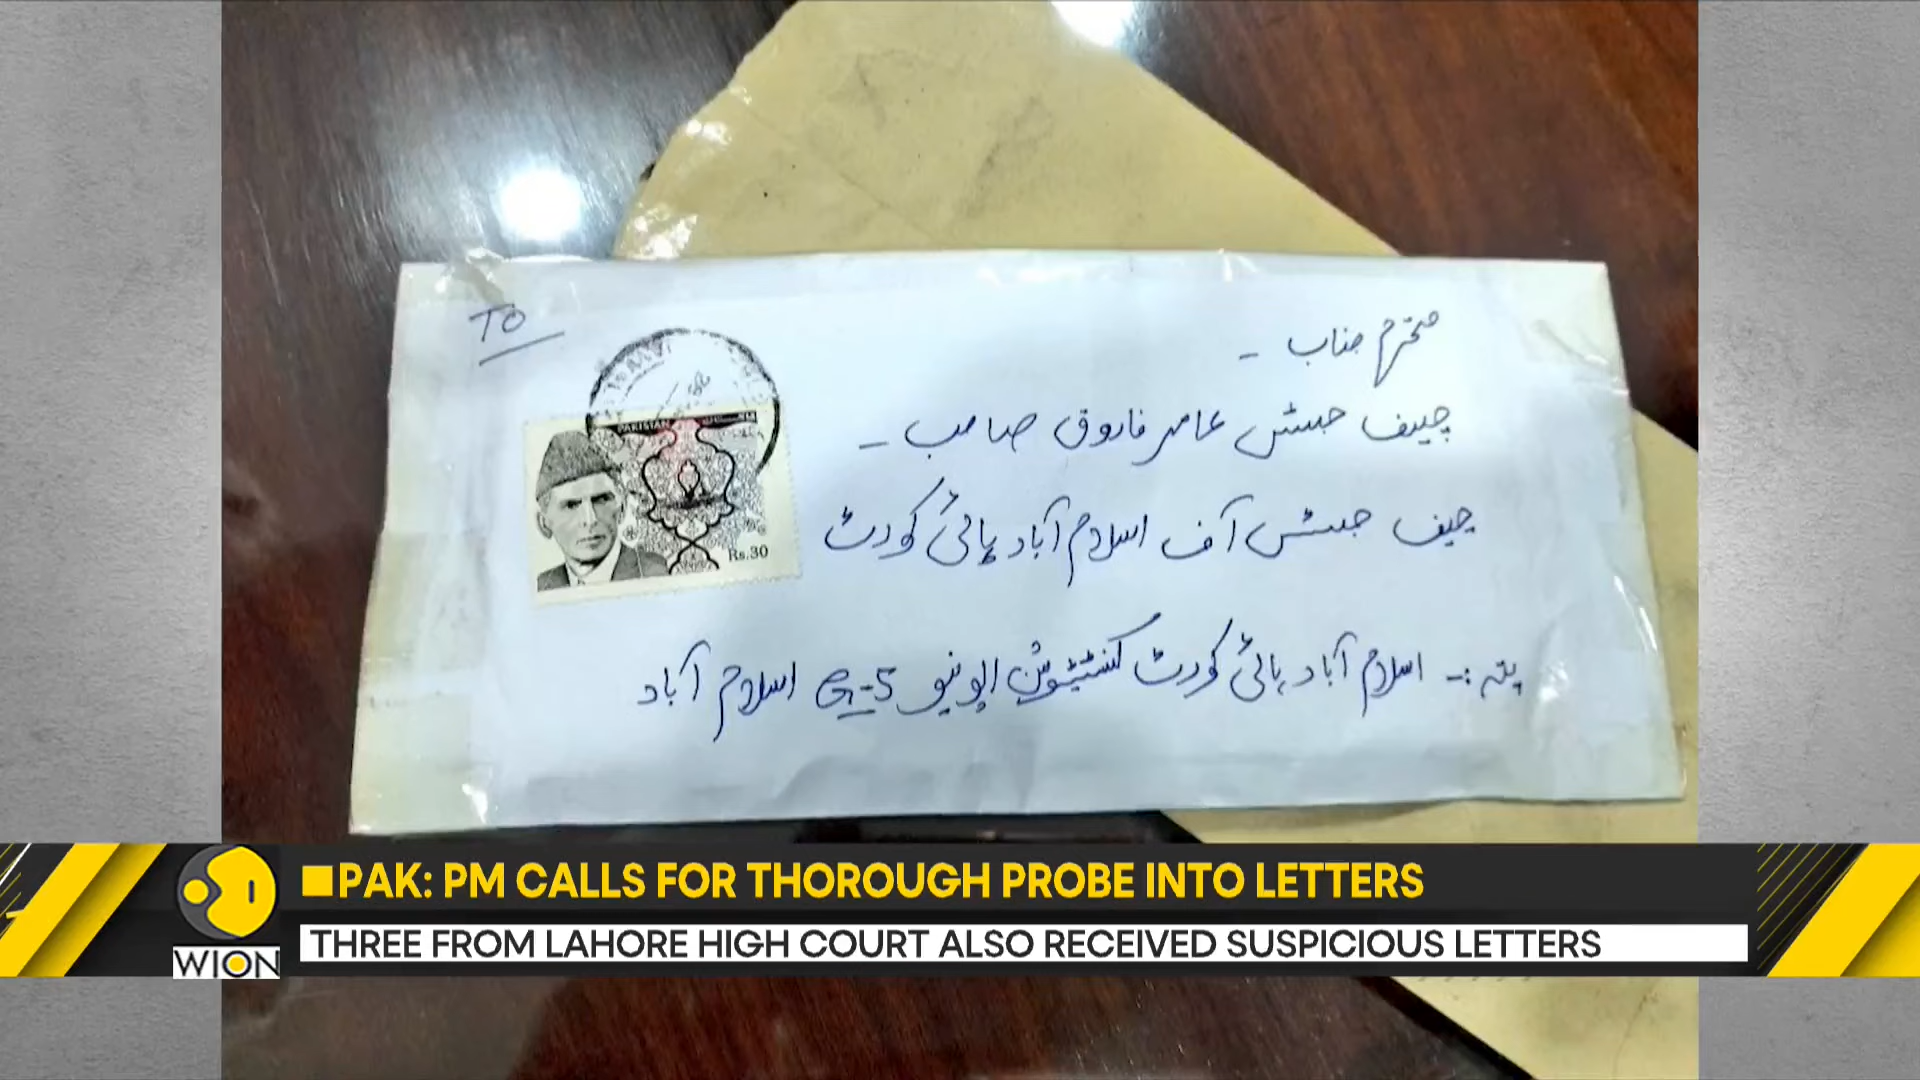 TO
محترم جناب ـ
چیف جسٹس عامر فاروق صاحب ـ
چیف جسٹس آف اسلام آباد ہائی کورٹ
پتہ :۔ اسلام آباد ہائی کورٹ کنسٹیٹیوشن ایونیو G-5 اسلام آباد
PAKISTAN
Rs.30
PAK: PM CALLS FOR THOROUGH PROBE INTO LETTERS
THREE FROM LAHORE HIGH COURT ALSO RECEIVED SUSPICIOUS LETTERS
WION